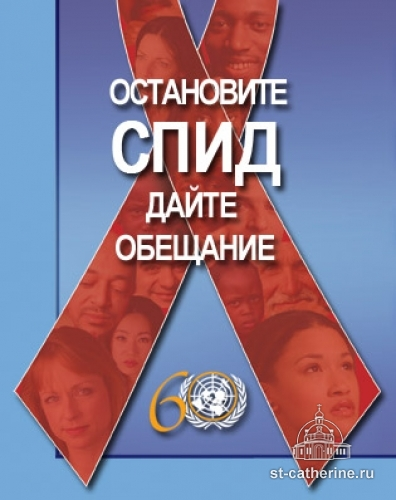 ОСТАНОВИТЕ
СПИД
ДАЙТЕ
ОБЕЩАНИЕ
60
st-catherine.ru